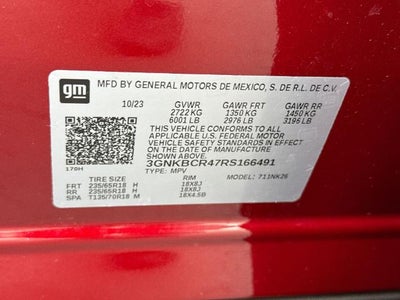 gm
MFD BY GENERAL MOTORS DE MEXICO, S. DE R.L. DE C.V.
10/23 GVWR GAWR FRT GAWR RR
2722 KG 1350 KG 1450 KG
6001 LB 2976 LB 3196 LB
THIS VEHICLE CONFORMS TO ALL
APPLICABLE U.S. FEDERAL MOTOR
VEHICLE SAFETY STANDARDS IN
EFFECT ON THE DATE OF
MANUFACTURE SHOWN ABOVE.
3GNKBCR47RS166491
170H TYPE: MPV MODEL: 711NK26
TIRE SIZE RIM
FRT 235/65R18 H 18X8J
RR 235/65R18 H 18X8J
SPA T135/70R18 M 18X4.5B